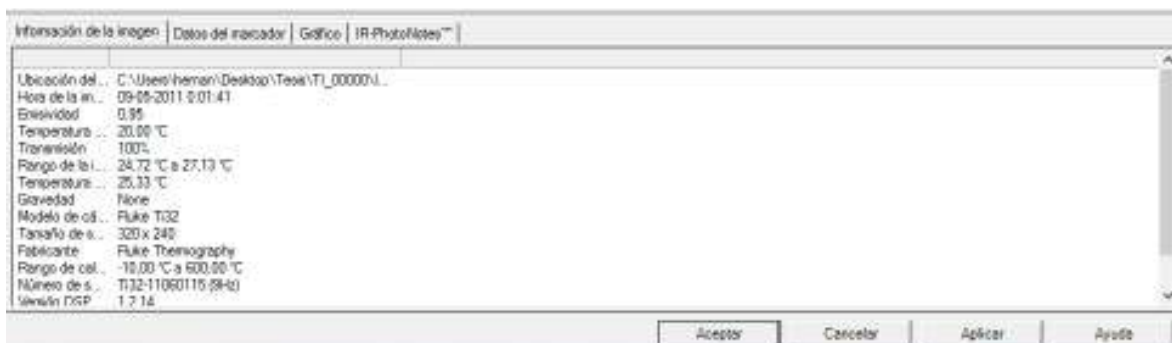 Información de la imagen | Datos del marcador | Gráfico | IR-PhotoNotes™
Ubicación del... C:\Users\hernan\Desktop\Tesis\TI_00000\I...
Hora de la im... 09-05-2011 0:01:41
Emisividad 0,95
Temperatura ... 20,00 °C
Transmisión 100%
Rango de la i... 24,72 °C a 27,13 °C
Temperatura ... 25,33 °C
Gravedad None
Modelo de cá... Fluke Ti32
Tamaño de s... 320 x 240
Fabricante Fluke Thermography
Rango de cal... -10,00 °C a 600,00 °C
Número de s... Ti32-11060115 (9Hz)
Versión DSP 1.2.14
Aceptar Cancelar Aplicar Ayuda